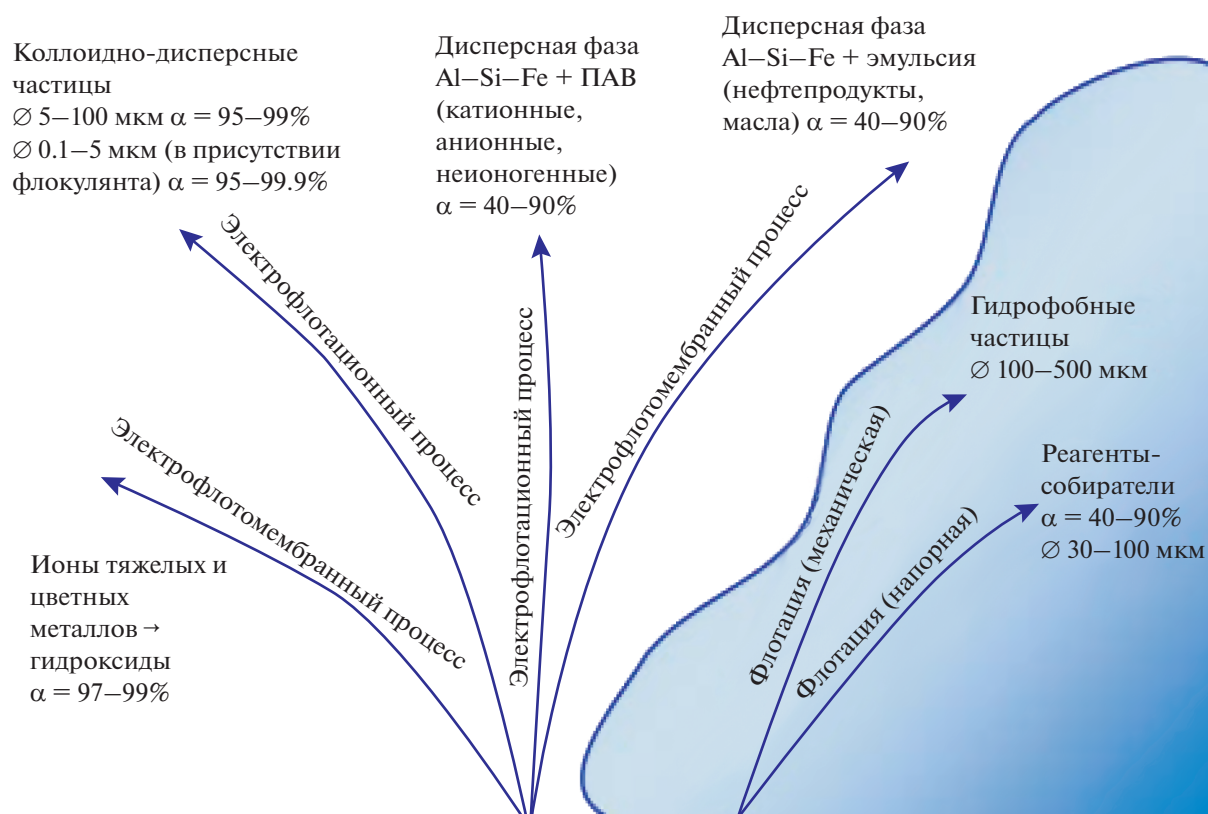 Коллоидно-дисперсные
частицы
∅ 5–100 мкм α = 95–99%
∅ 0.1–5 мкм (в присутствии
флокулянта) α = 95–99.9%
Дисперсная фаза
Al–Si–Fe + ПАВ
(катионные,
анионные,
неионогенные)
α = 40–90%
Дисперсная фаза
Al–Si–Fe + эмульсия
(нефтепродукты,
масла) α = 40–90%
Электрофлотационный процесс
Электрофлотомембранный процесс
Электрофлотационный процесс
Электрофлотомембранный процесс
Ионы тяжелых и
цветных
металлов →
гидроксиды
α = 97–99%
Гидрофобные
частицы
∅ 100–500 мкм
Флотация (механическая)
Реагенты-
собиратели
α = 40–90%
∅ 30–100 мкм
Флотация (напорная)